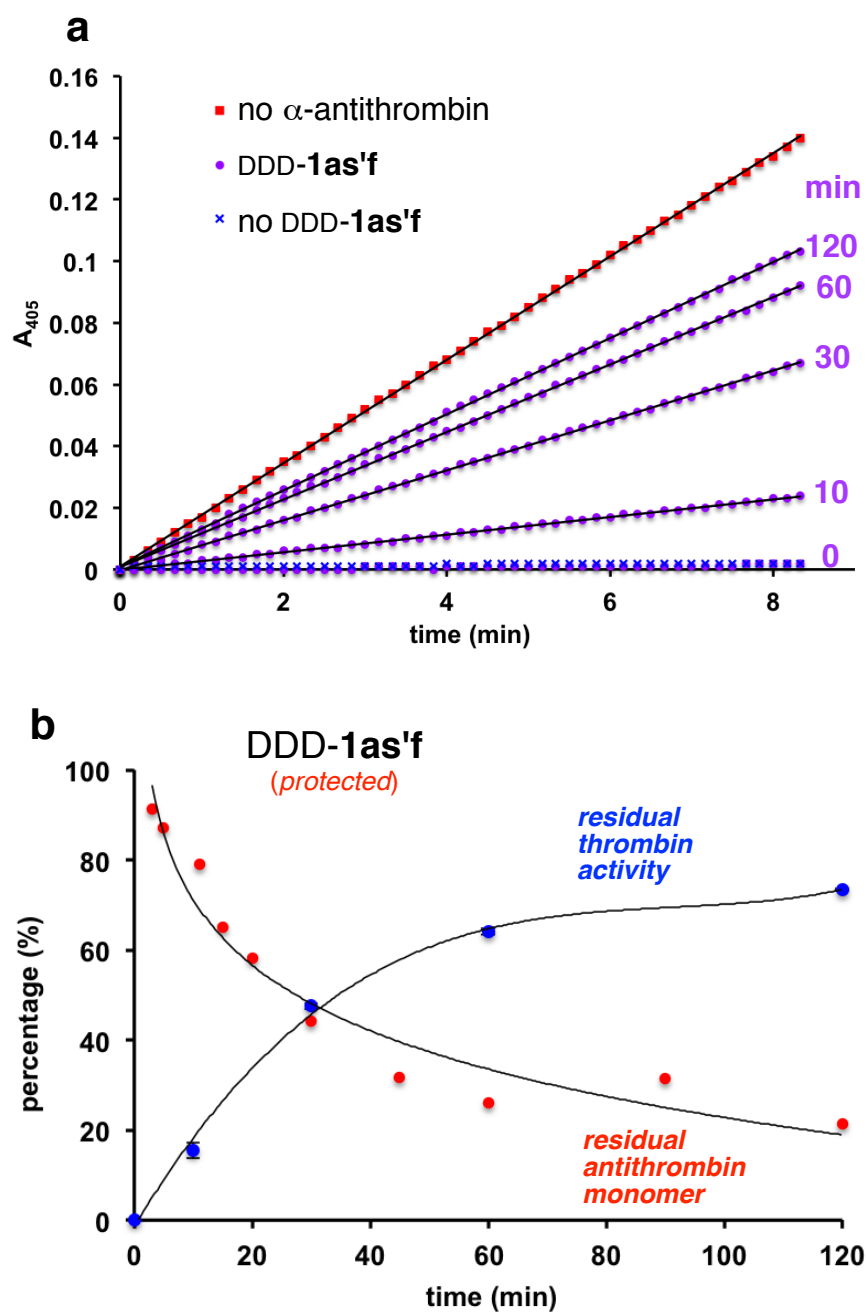 a
0.16
0.14
0.12
0.1
0.08
0.06
0.04
0.02
0
A405
no α-antithrombin
DDD-1as'f
no DDD-1as'f
min
120
60
30
10
0
0 2 4 6 8
time (min)
b
DDD-1as'f
(protected)
100
80
60
40
20
0
percentage (%)
residual
thrombin
activity
residual
antithrombin
monomer
0 20 40 60 80 100 120
time (min)